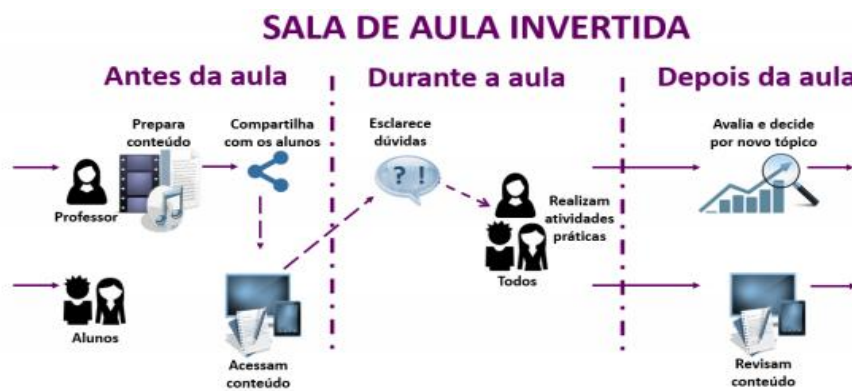 SALA DE AULA INVERTIDA
Antes da aula
Durante a aula
Depois da aula
Prepara
conteúdo
Compartilha
com os alunos
Esclarece
dúvidas
Avalia e decide
por novo tópico
? !
Professor
Realizam
atividades
práticas
Todos
Alunos
Acessam
conteúdo
Revisam
conteúdo